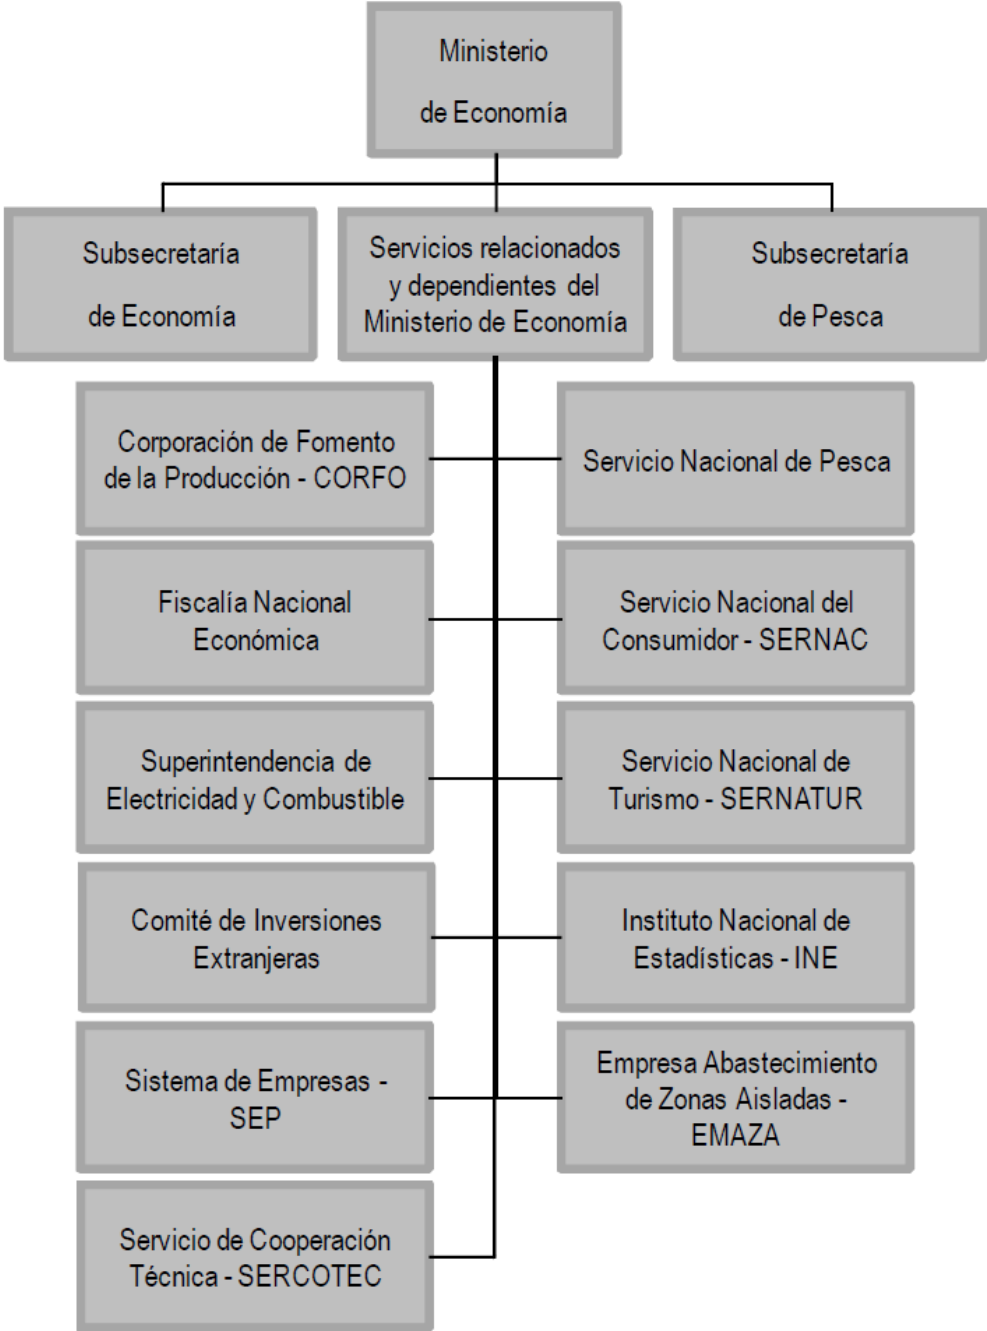 Ministerio
de Economía
Subsecretaría
de Economía
Servicios relacionados
y dependientes del
Ministerio de Economía
Subsecretaría
de Pesca
Corporación de Fomento
de la Producción - CORFO
Servicio Nacional de Pesca
Fiscalía Nacional
Económica
Servicio Nacional del
Consumidor - SERNAC
Superintendencia de
Electricidad y Combustible
Servicio Nacional de
Turismo - SERNATUR
Comité de Inversiones
Extranjeras
Instituto Nacional de
Estadísticas - INE
Sistema de Empresas -
SEP
Empresa Abastecimiento
de Zonas Aisladas -
EMAZA
Servicio de Cooperación
Técnica - SERCOTEC